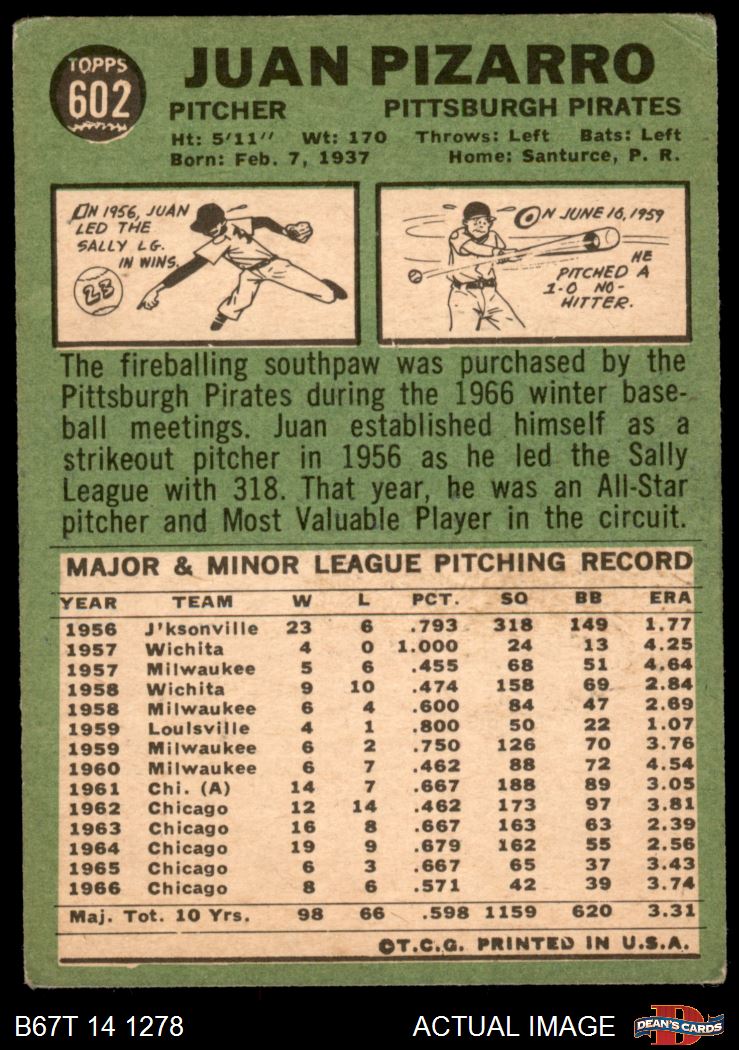 TOPPS
602
JUAN PIZARRO
PITCHER PITTSBURGH PIRATES
Ht: 5'11" Wt: 170 Throws: Left Bats: Left
Born: Feb. 7, 1937 Home: Santurce, P. R.
IN 1956, JUAN
LED THE
SALLY LG.
IN WINS.
23
ON JUNE 16, 1959
HE
PITCHED A
1-0 NO-
HITTER.
The fireballing southpaw was purchased by the
Pittsburgh Pirates during the 1966 winter base-
ball meetings. Juan established himself as a
strikeout pitcher in 1956 as he led the Sally
League with 318. That year, he was an All-Star
pitcher and Most Valuable Player in the circuit.
MAJOR & MINOR LEAGUE PITCHING RECORD
YEAR TEAM W L PCT. SO BB ERA
1956 J'ksonville 23 6 .793 318 149 1.77
1957 Wichita 4 0 1.000 24 13 4.25
1957 Milwaukee 5 6 .455 68 51 4.64
1958 Wichita 9 10 .474 158 69 2.84
1958 Milwaukee 6 4 .600 84 47 2.69
1959 Louisville 4 1 .800 50 22 1.07
1959 Milwaukee 6 2 .750 126 70 3.76
1960 Milwaukee 6 7 .462 88 72 4.54
1961 Chi. (A) 14 7 .667 188 89 3.05
1962 Chicago 12 14 .462 173 97 3.81
1963 Chicago 16 8 .667 163 63 2.39
1964 Chicago 19 9 .679 162 55 2.56
1965 Chicago 6 3 .667 65 37 3.43
1966 Chicago 8 6 .571 42 39 3.74
Maj. Tot. 10 Yrs. 98 66 .598 1159 620 3.31
©T.C.G. PRINTED IN U.S.A.
B67T 14 1278 ACTUAL IMAGE
D
DEAN'S CARDS